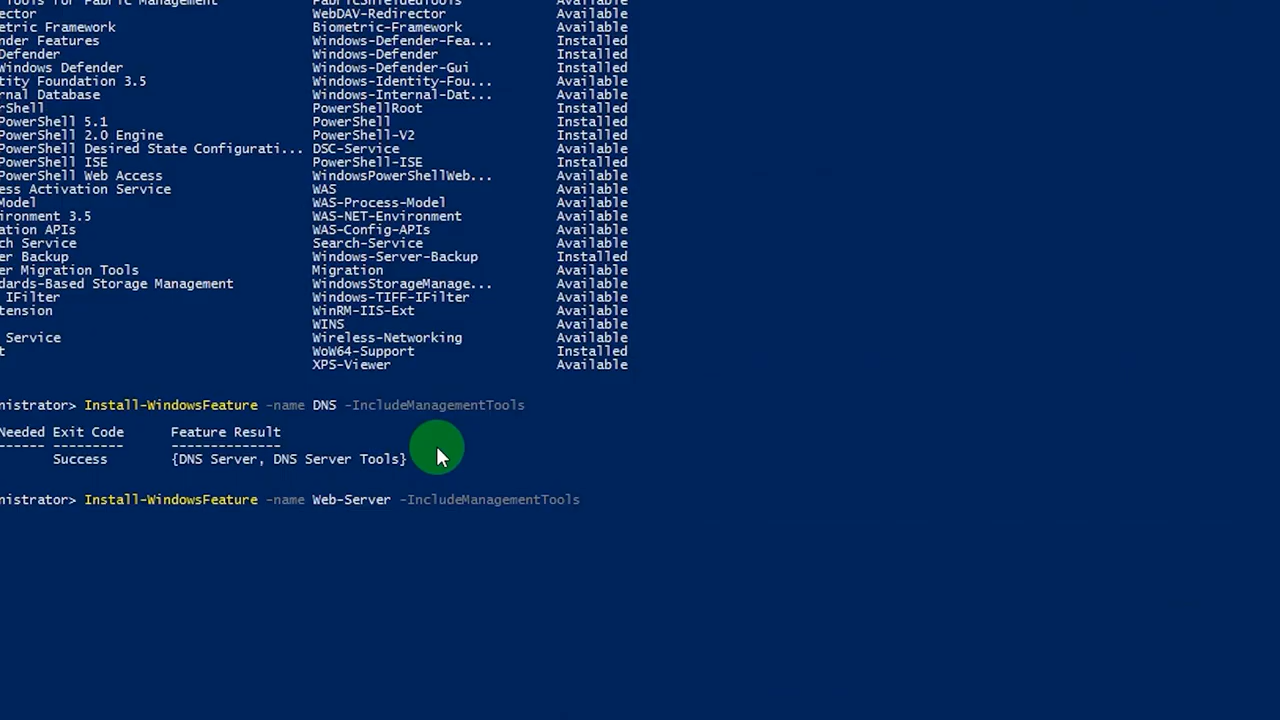 Tools for Fabric Management FabricShieldedTools Available
ector WebDAV-Redirector Available
etric Framework Biometric-Framework Available
nder Features Windows-Defender-Fea... Installed
Defender Windows-Defender Installed
Windows Defender Windows-Defender-Gui Installed
tity Foundation 3.5 Windows-Identity-Fou... Available
rnal Database Windows-Internal-Dat... Available
rShell PowerShellRoot Installed
PowerShell 5.1 PowerShell Installed
PowerShell 2.0 Engine PowerShell-V2 Installed
PowerShell Desired State Configurati... DSC-Service Available
PowerShell ISE PowerShell-ISE Installed
PowerShell Web Access WindowsPowerShellWeb... Available
ess Activation Service WAS Available
Model WAS-Process-Model Available
ironment 3.5 WAS-NET-Environment Available
ation APIs WAS-Config-APIs Available
ch Service Search-Service Available
er Backup Windows-Server-Backup Installed
er Migration Tools Migration Available
dards-Based Storage Management WindowsStorageManage... Available
IFilter Windows-TIFF-IFilter Available
tension WinRM-IIS-Ext Available
WINS Available
Service Wireless-Networking Available
t WoW64-Support Installed
XPS-Viewer Available
nistrator> Install-WindowsFeature -name DNS -IncludeManagementTools
Needed Exit Code Feature Result
------ --------- --------------
Success {DNS Server, DNS Server Tools}
nistrator> Install-WindowsFeature -name Web-Server -IncludeManagementTools